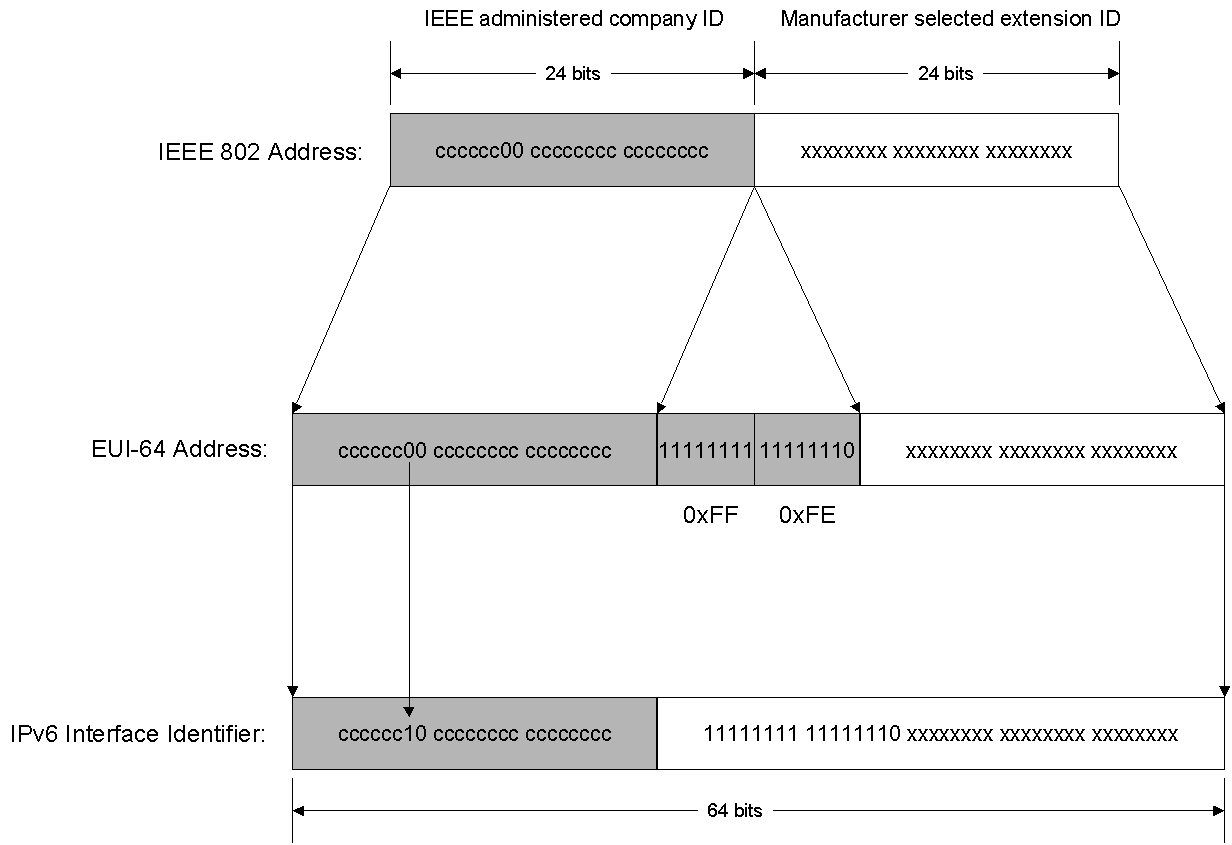 IEEE administered company ID
Manufacturer selected extension ID
24 bits
24 bits
IEEE 802 Address:
cccccc00 cccccccc cccccccc
xxxxxxxx xxxxxxxx xxxxxxxx
EUI-64 Address:
cccccc00 cccccccc cccccccc
11111111
11111110
xxxxxxxx xxxxxxxx xxxxxxxx
0xFF
0xFE
IPv6 Interface Identifier:
cccccc10 cccccccc cccccccc
11111111 11111110 xxxxxxxx xxxxxxxx xxxxxxxx
64 bits